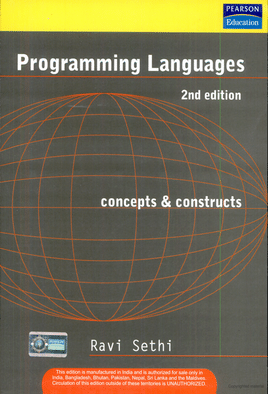 PEARSON
Education
Programming Languages
2nd edition
concepts & constructs
Ravi Sethi
This edition is manufactured in India and is authorized for sale only in
India, Bangladesh, Bhutan, Pakistan, Nepal, Sri Lanka and the Maldives.
Circulation of this edition outside of these territories is UNAUTHORIZED.